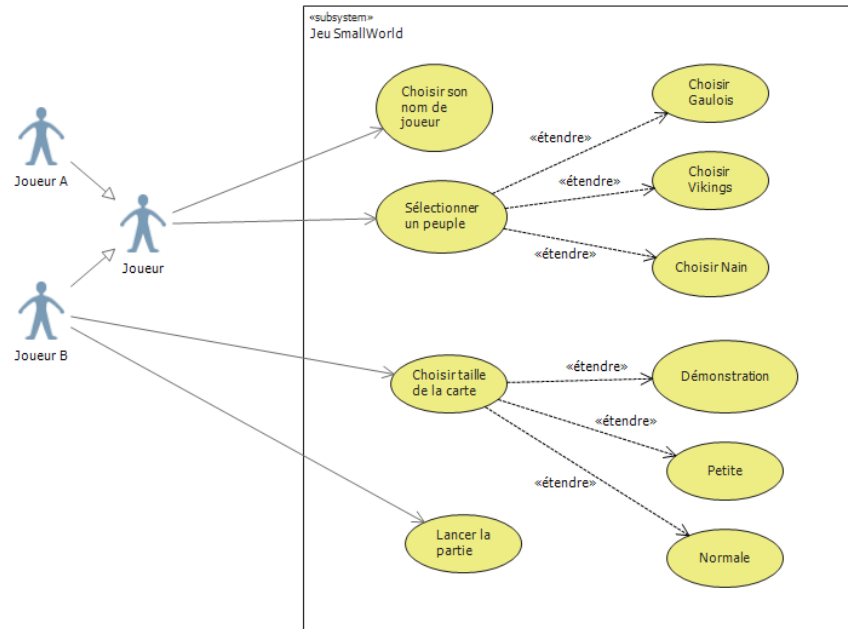 «subsystem»
Jeu SmallWorld
Choisir son
nom de
joueur
Choisir
Gaulois
«étendre»
Joueur A
Choisir
Vikings
«étendre»
Sélectionner
un peuple
Joueur
«étendre»
Choisir Nain
Joueur B
Choisir taille
de la carte
«étendre»
Démonstration
«étendre»
Petite
«étendre»
Lancer la
partie
Normale